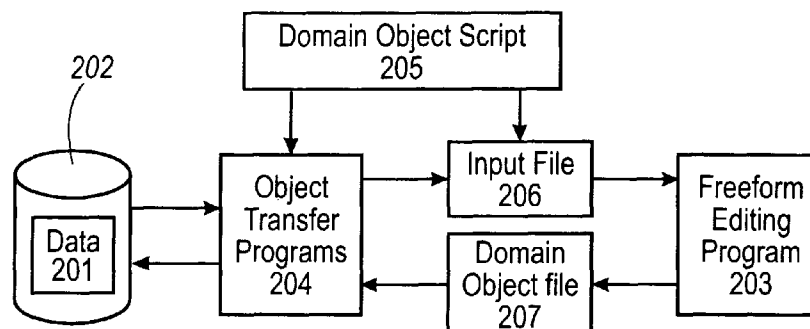 Domain Object Script
205
202
Data
201
Object
Transfer
Programs
204
Input File
206
Domain
Object file
207
Freeform
Editing
Program
203